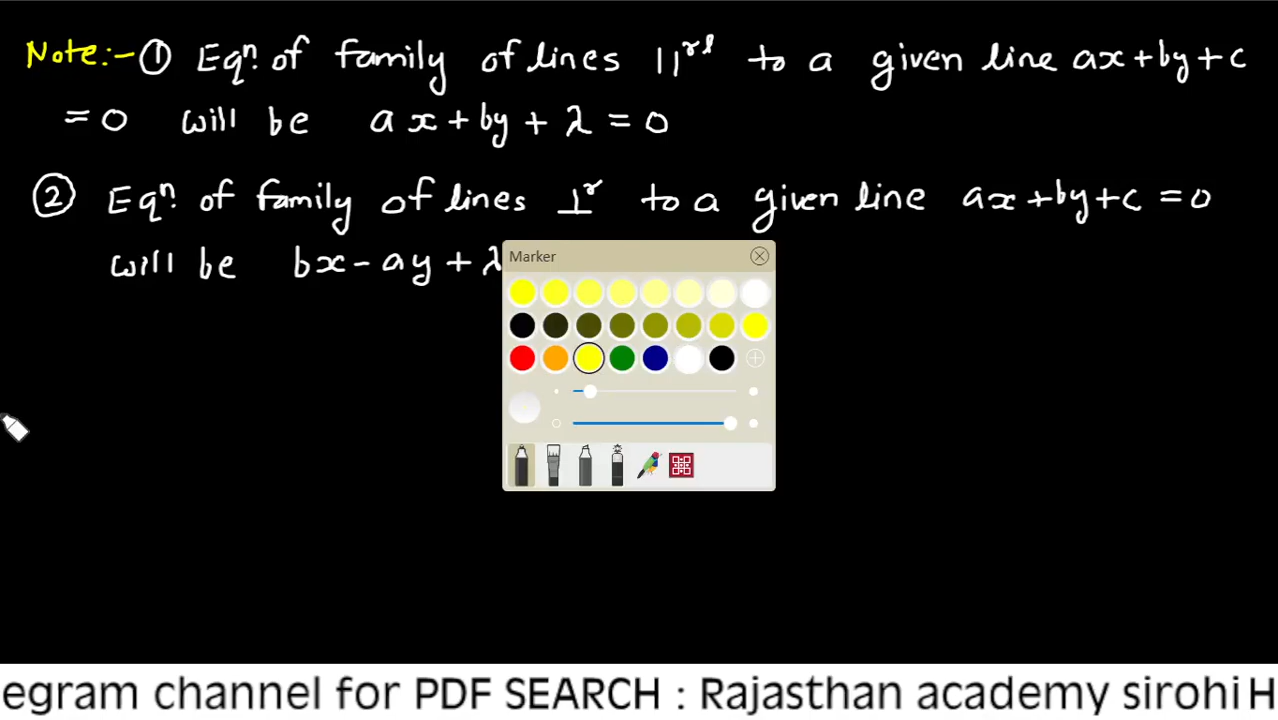 Note:- ① Eqⁿ. of family of lines ||ʳˡ to a given line ax+by+c
= 0 will be ax+by+λ=0
② Eqⁿ. of family of lines ⊥ʳ to a given line ax+by+c=0
will be bx-ay+λ
Marker
egram channel for PDF SEARCH : Rajasthan academy sirohi H